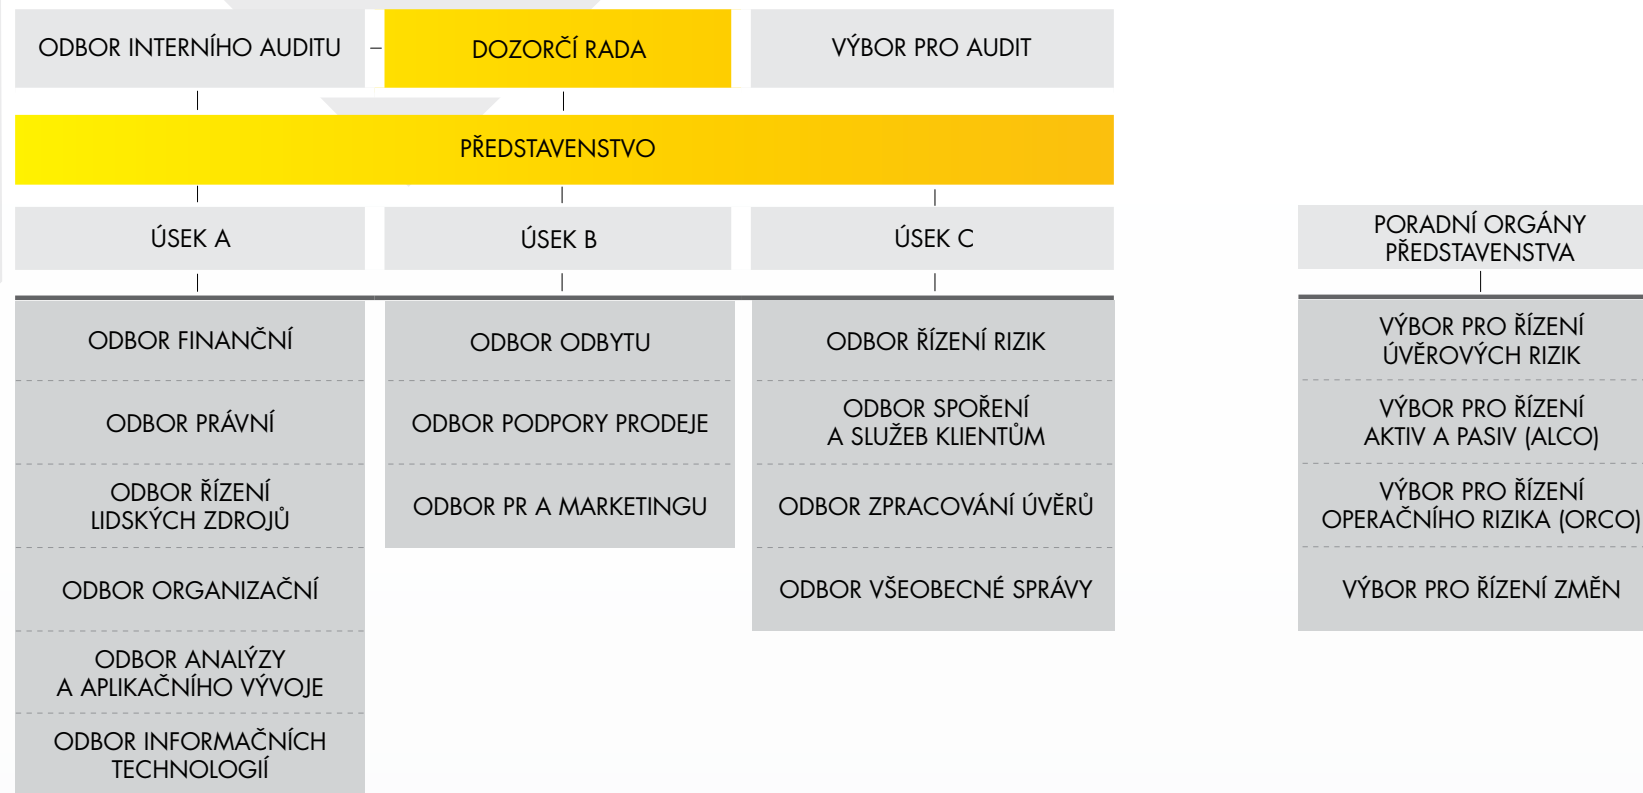 ODBOR INTERNÍHO AUDITU
DOZORČÍ RADA
VÝBOR PRO AUDIT
PŘEDSTAVENSTVO
ÚSEK A
ÚSEK B
ÚSEK C
PORADNÍ ORGÁNY
PŘEDSTAVENSTVA
ODBOR FINANČNÍ
ODBOR PRÁVNÍ
ODBOR ŘÍZENÍ
LIDSKÝCH ZDROJŮ
ODBOR ORGANIZAČNÍ
ODBOR ANALÝZY
A APLIKAČNÍHO VÝVOJE
ODBOR INFORMAČNÍCH
TECHNOLOGIÍ
ODBOR ODBYTU
ODBOR PODPORY PRODEJE
ODBOR PR A MARKETINGU
ODBOR ŘÍZENÍ RIZIK
ODBOR SPOŘENÍ
A SLUŽEB KLIENTŮM
ODBOR ZPRACOVÁNÍ ÚVĚRŮ
ODBOR VŠEOBECNÉ SPRÁVY
VÝBOR PRO ŘÍZENÍ
ÚVĚROVÝCH RIZIK
VÝBOR PRO ŘÍZENÍ
AKTIV A PASIV (ALCO)
VÝBOR PRO ŘÍZENÍ
OPERAČNÍHO RIZIKA (ORCO)
VÝBOR PRO ŘÍZENÍ ZMĚN